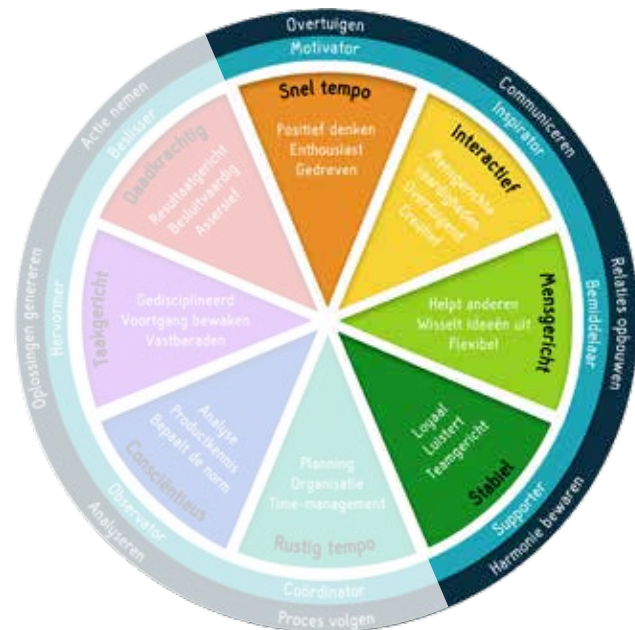 Overtuigen
Motivator
Snel tempo
Positief denken
Enthousiast
Gedreven
Communiceren
Inspirator
Interactief
Mensgerichte
vaardigheden
Overtuigend
Creatief
Relaties opbouwen
Bemiddelaar
Mensgericht
Helpt anderen
Wisselt ideeën uit
Flexibel
Harmonie bewaren
Supporter
Stabiel
Loyaal
Luistert
Teamgericht
Planning
Organisatie
Time-management
Rustig tempo
Coördinator
Proces volgen
Analyse
Productkennis
Bepaalt de norm
Consciëntieus
Observator
Analyseren
Oplossingen genereren
Hervormer
Taakgericht
Gedisciplineerd
Voortgang bewaken
Vastberaden
Actie nemen
Beslisser
Daadkrachtig
Resultaatgericht
Besluitvaardig
Assersief